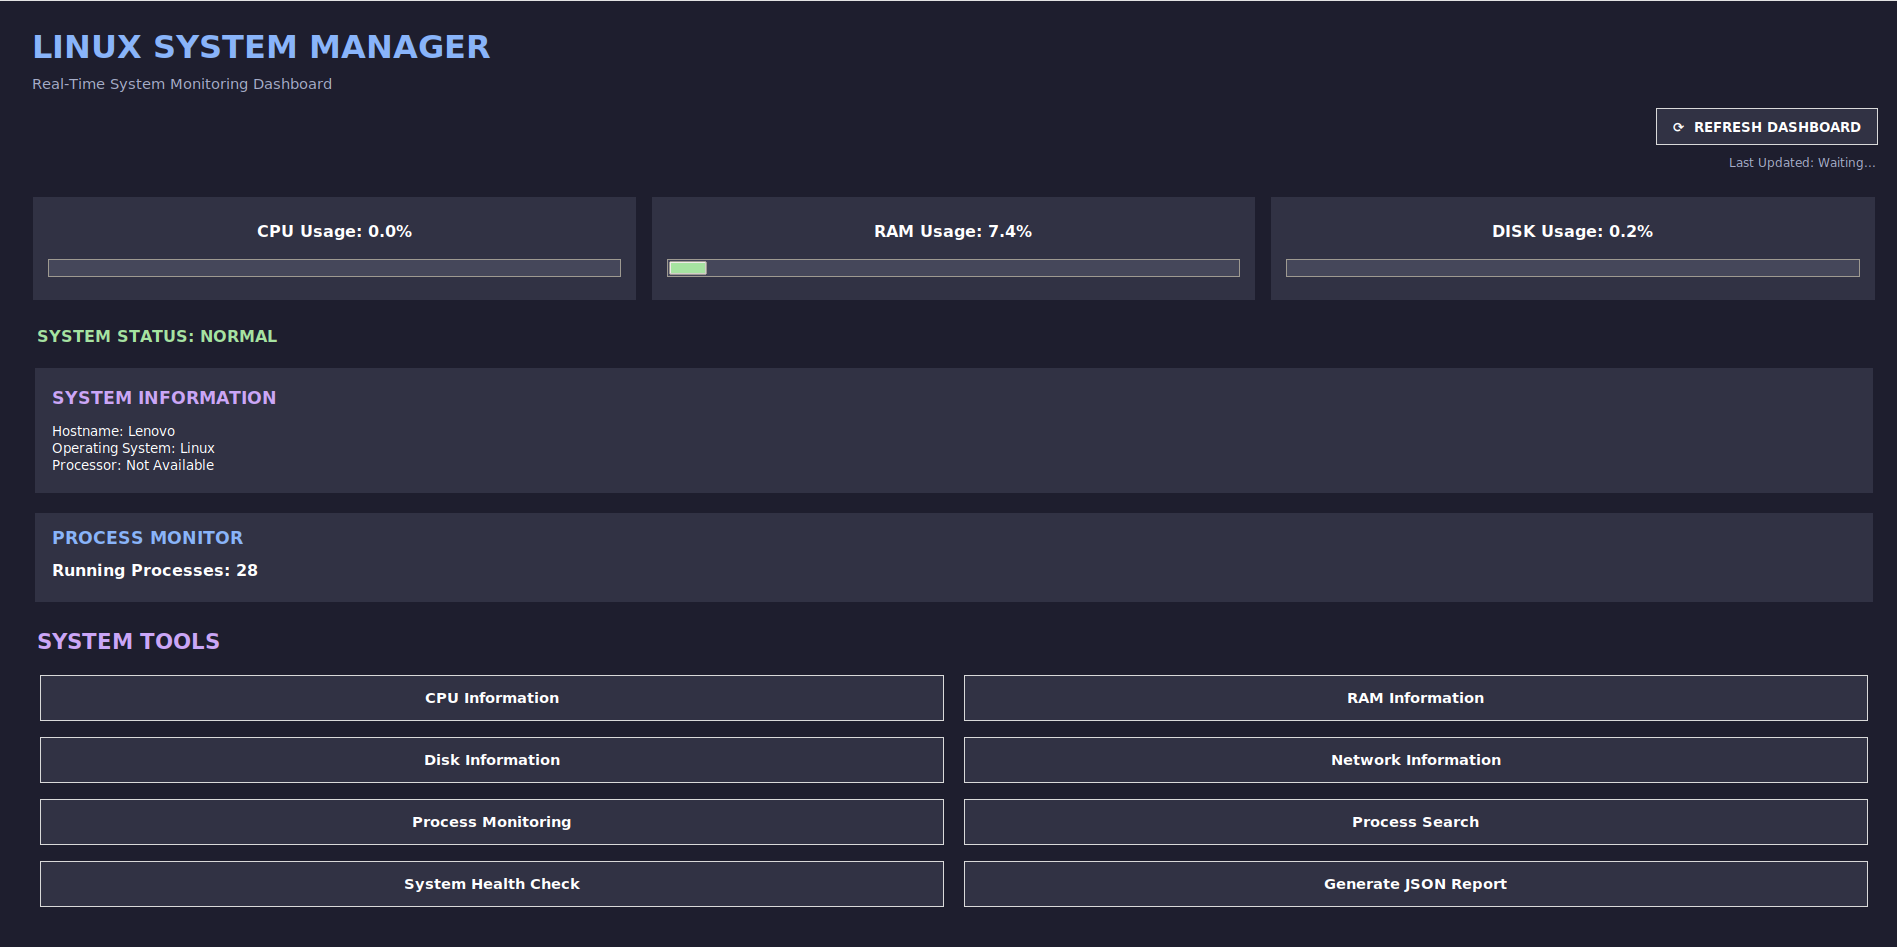 LINUX SYSTEM MANAGER
Real-Time System Monitoring Dashboard
⟳ REFRESH DASHBOARD
Last Updated: Waiting...
CPU Usage: 0.0%
RAM Usage: 7.4%
DISK Usage: 0.2%
SYSTEM STATUS: NORMAL
SYSTEM INFORMATION
Hostname: Lenovo
Operating System: Linux
Processor: Not Available
PROCESS MONITOR
Running Processes: 28
SYSTEM TOOLS
CPU Information
RAM Information
Disk Information
Network Information
Process Monitoring
Process Search
System Health Check
Generate JSON Report